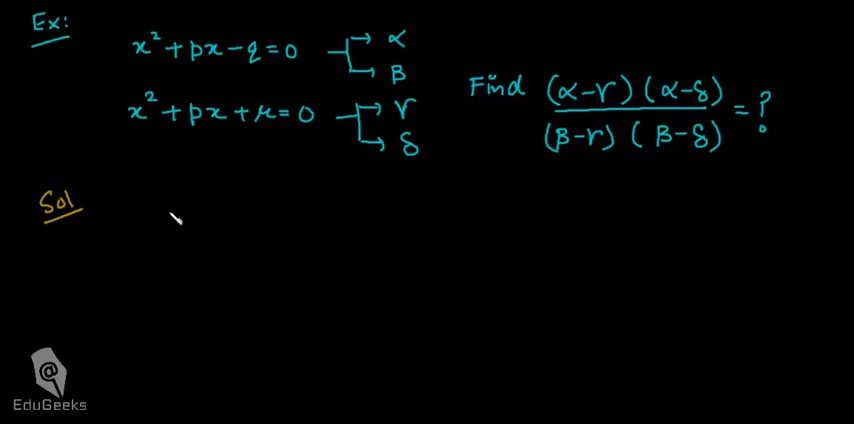 Ex:
x² + px - q = 0 → α
→ β
x² + px + r = 0 → γ
→ δ
Find (α-γ) (α-δ) / (β-γ) (β-δ) = ?
Sol
@
EduGeeks